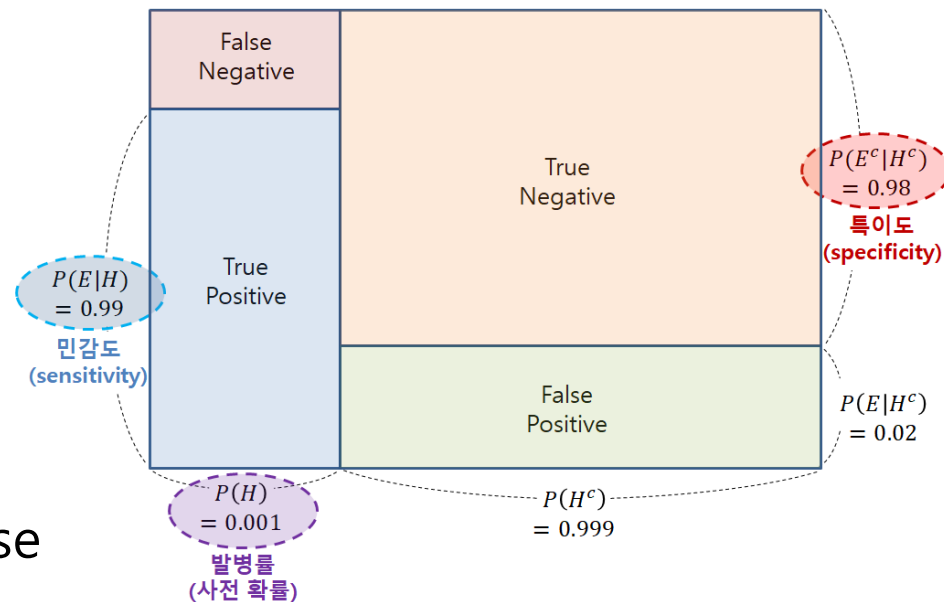 False
Negative
True
Positive
True
Negative
False
Positive
P(E|H)
= 0.99
민감도
(sensitivity)
P(E^c|H^c)
= 0.98
특이도
(specificity)
P(E|H^c)
= 0.02
P(H)
= 0.001
발병률
(사전 확률)
P(H^c)
= 0.999
se